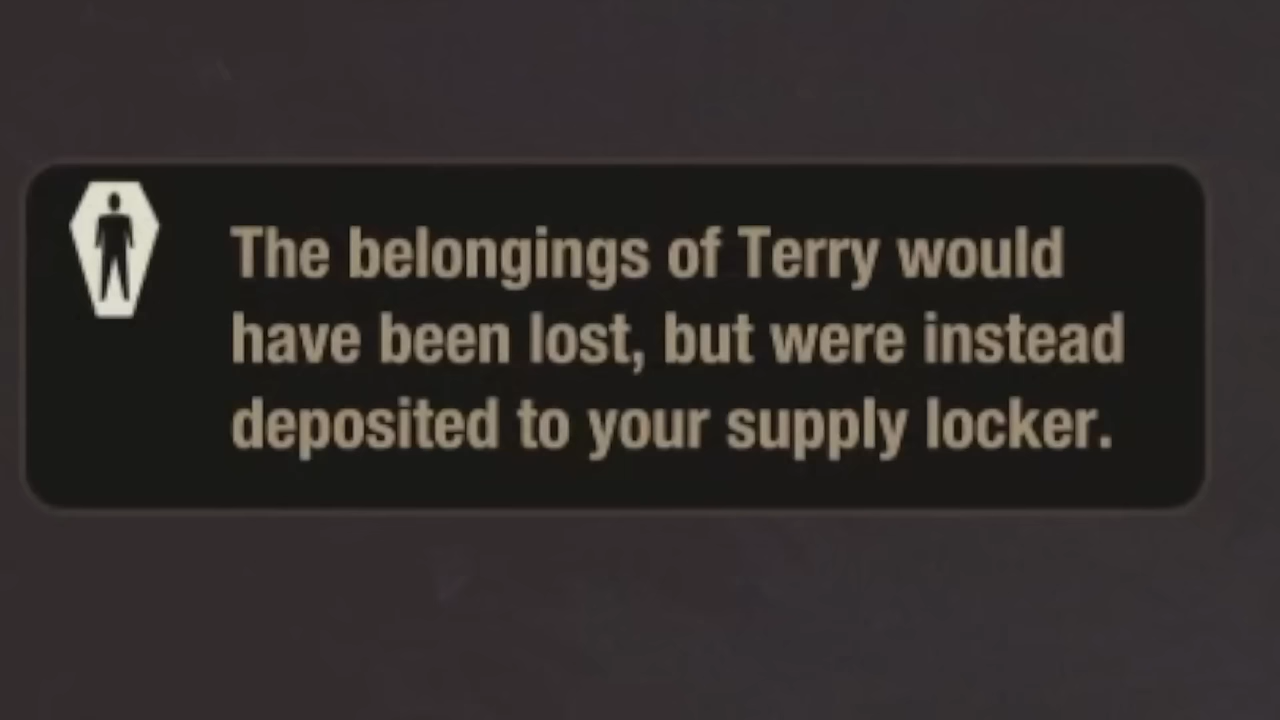 The belongings of Terry would
have been lost, but were instead
deposited to your supply locker.